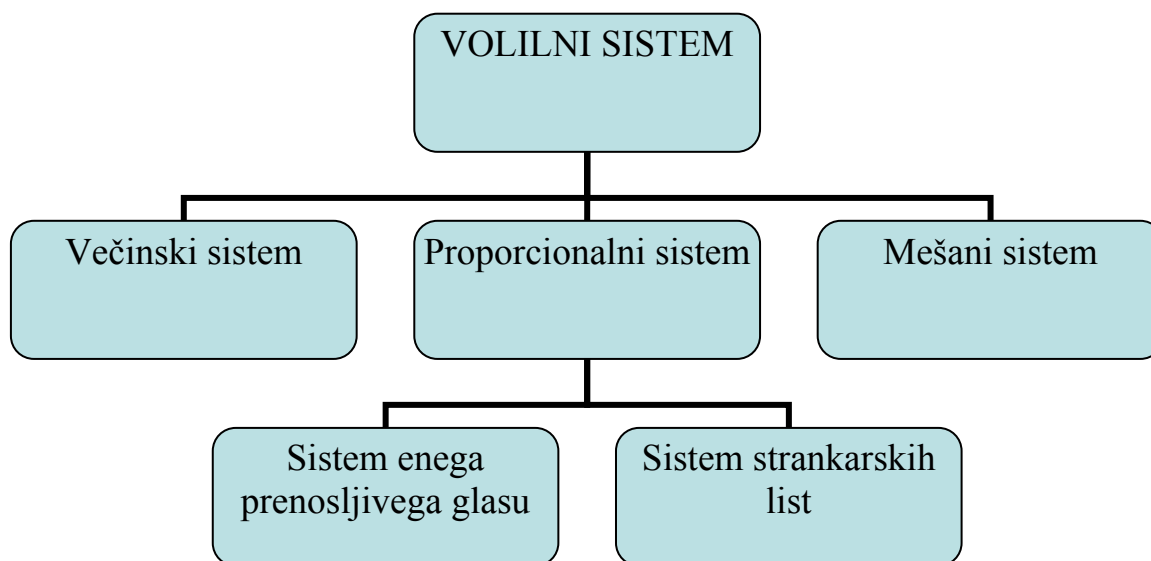 VOLILNI SISTEM
Večinski sistem
Proporcionalni sistem
Mešani sistem
Sistem enega
prenosljivega glasu
Sistem strankarskih
list